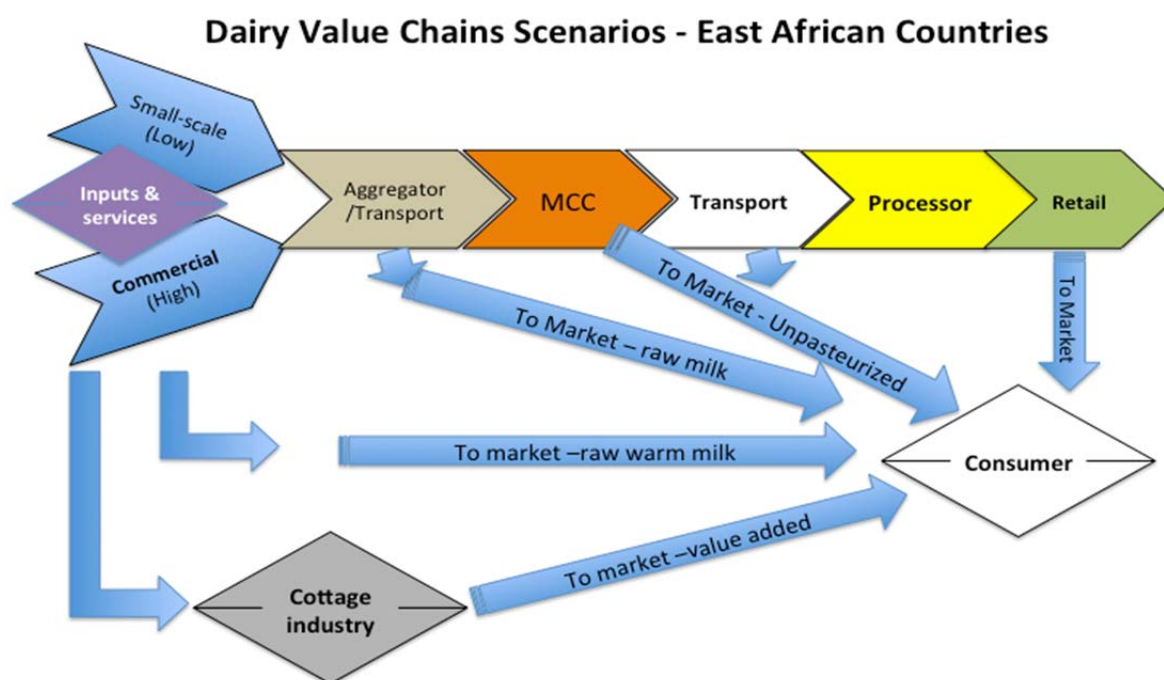 Dairy Value Chains Scenarios - East African Countries
Small-scale
(Low)
Inputs &
services
Commercial
(High)
Aggregator
/Transport
MCC
Transport
Processor
Retail
To Market – raw milk
To Market - Unpasteurized
To Market
To market –raw warm milk
Consumer
To market –value added
Cottage
industry